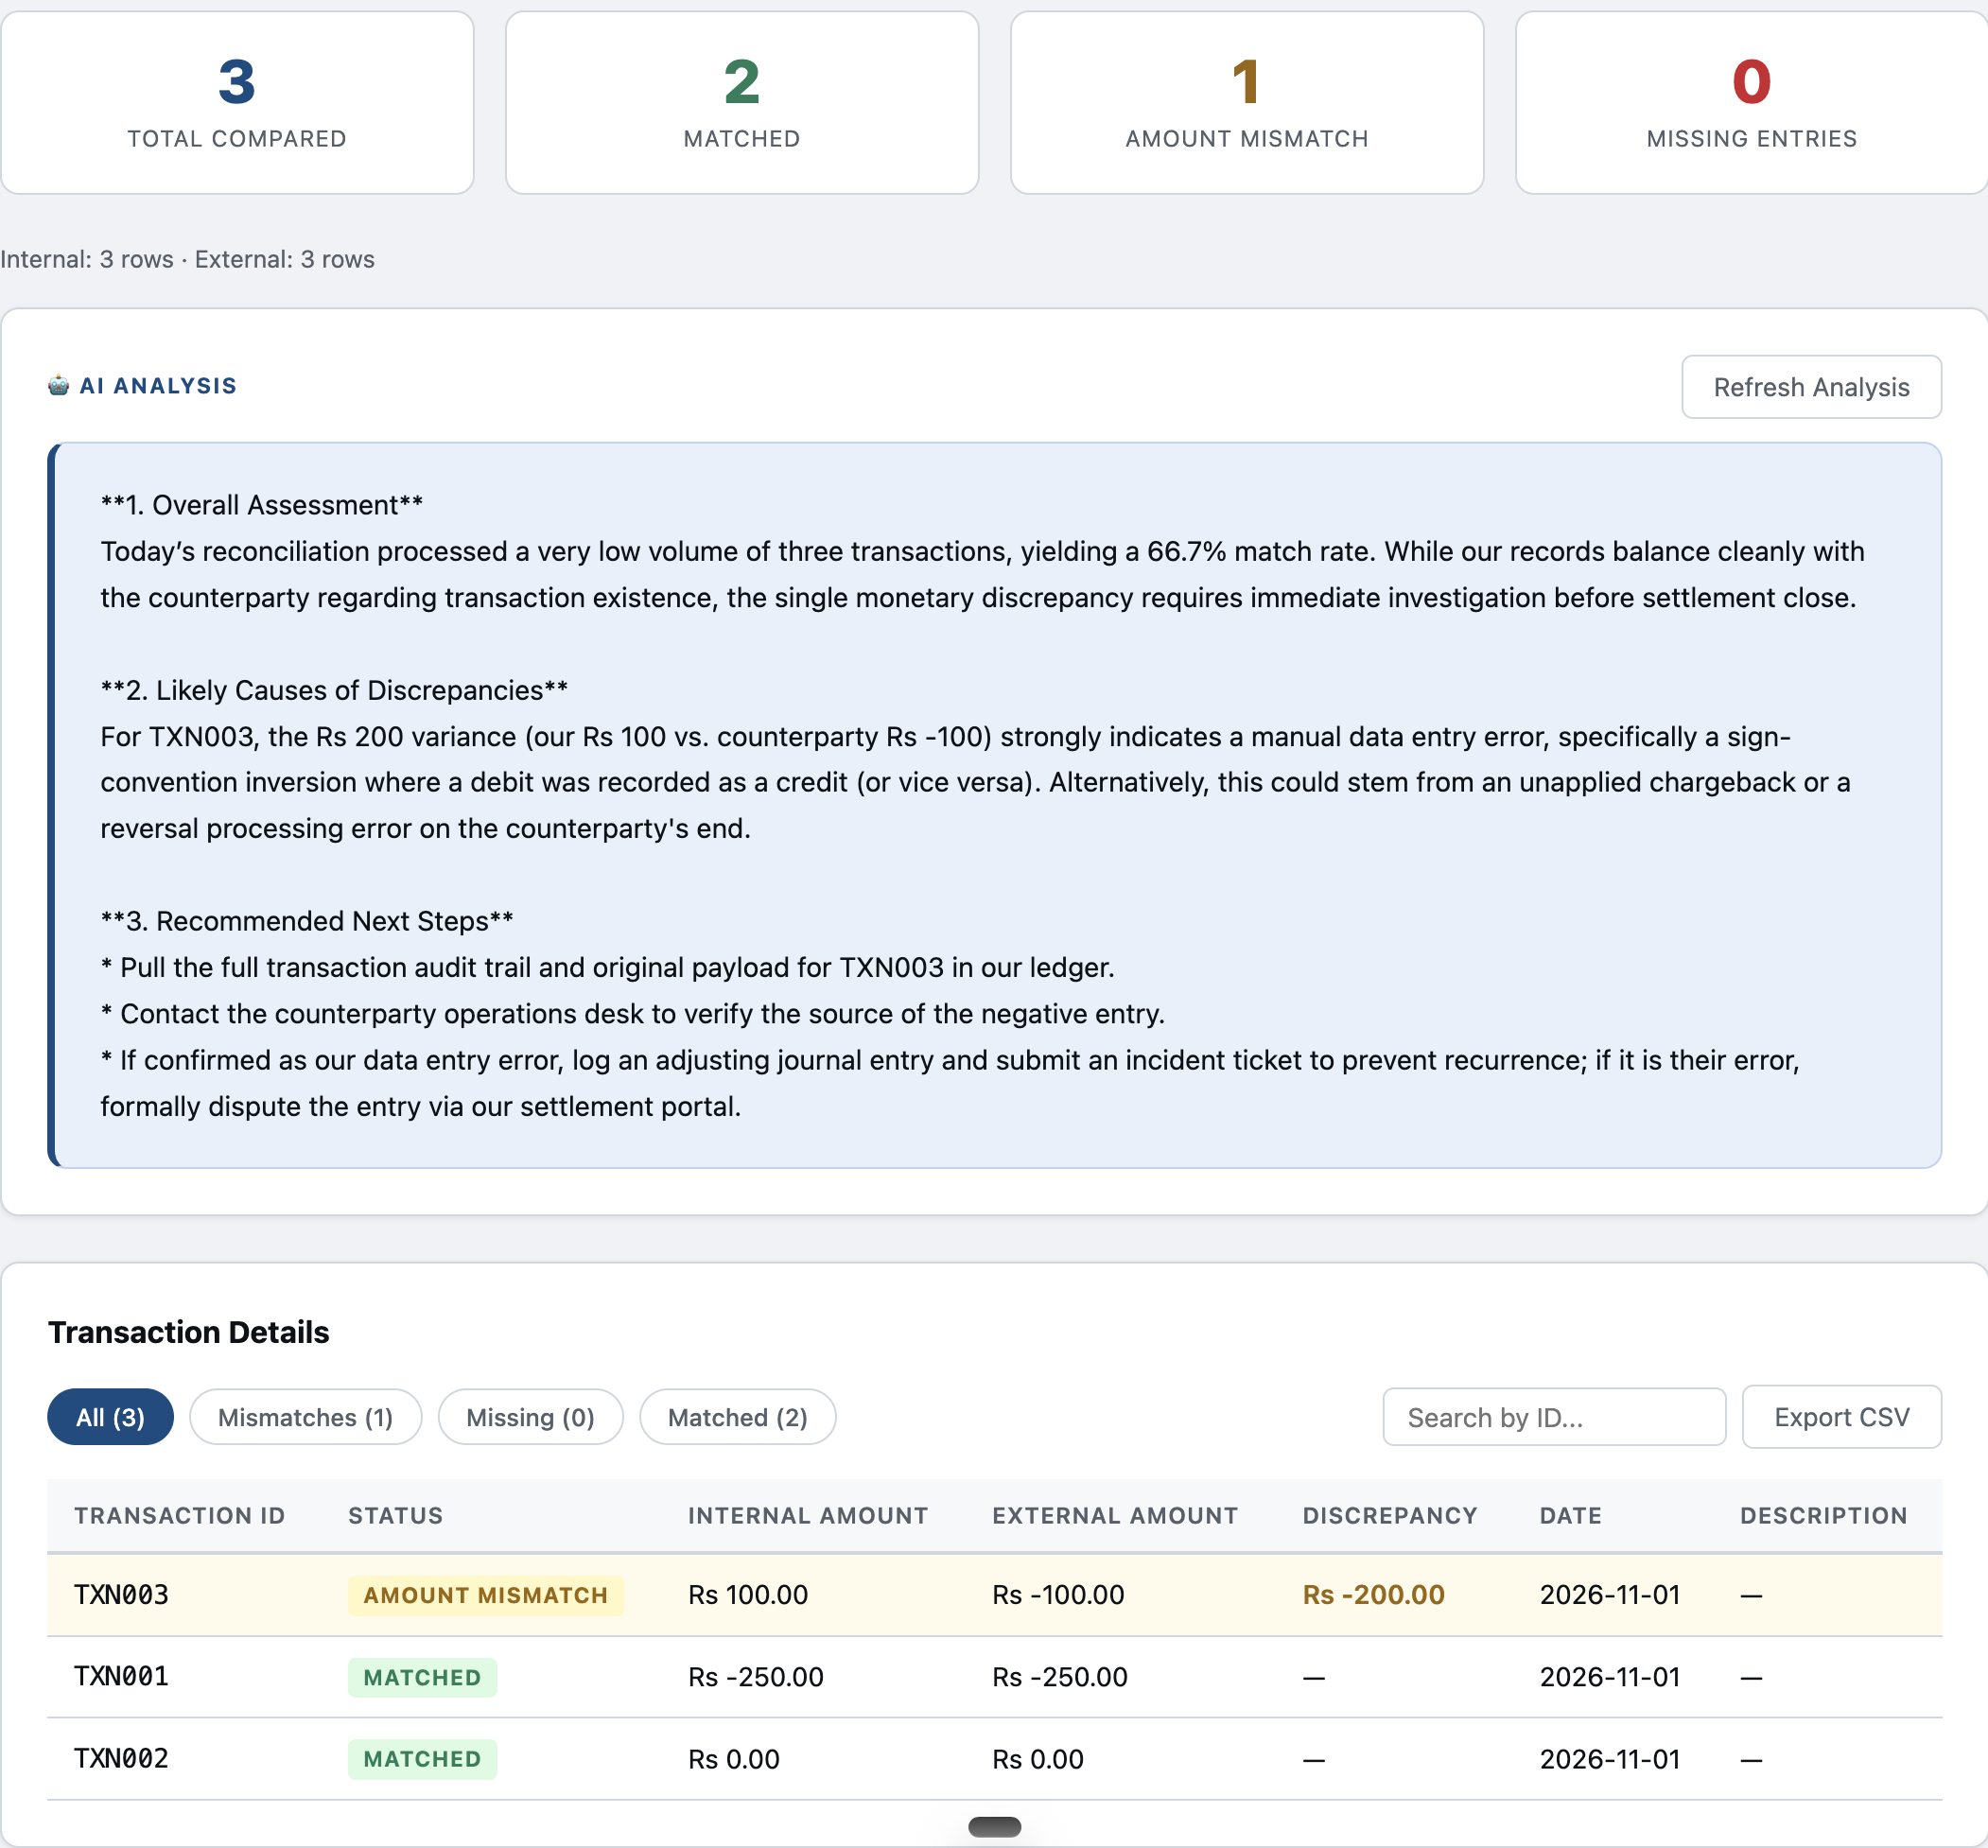 3
TOTAL COMPARED
2
MATCHED
1
AMOUNT MISMATCH
0
MISSING ENTRIES
Internal: 3 rows · External: 3 rows
🤖 AI ANALYSIS
Refresh Analysis
**1. Overall Assessment**
Today’s reconciliation processed a very low volume of three transactions, yielding a 66.7% match rate. While our records balance cleanly with
the counterparty regarding transaction existence, the single monetary discrepancy requires immediate investigation before settlement close.
**2. Likely Causes of Discrepancies**
For TXN003, the Rs 200 variance (our Rs 100 vs. counterparty Rs -100) strongly indicates a manual data entry error, specifically a sign-
convention inversion where a debit was recorded as a credit (or vice versa). Alternatively, this could stem from an unapplied chargeback or a
reversal processing error on the counterparty's end.
**3. Recommended Next Steps**
* Pull the full transaction audit trail and original payload for TXN003 in our ledger.
* Contact the counterparty operations desk to verify the source of the negative entry.
* If confirmed as our data entry error, log an adjusting journal entry and submit an incident ticket to prevent recurrence; if it is their error,
formally dispute the entry via our settlement portal.
Transaction Details
All (3) Mismatches (1) Missing (0) Matched (2) Search by ID... Export CSV
TRANSACTION ID STATUS INTERNAL AMOUNT EXTERNAL AMOUNT DISCREPANCY DATE DESCRIPTION
TXN003 AMOUNT MISMATCH Rs 100.00 Rs -100.00 Rs -200.00 2026-11-01 —
TXN001 MATCHED Rs -250.00 Rs -250.00 — 2026-11-01 —
TXN002 MATCHED Rs 0.00 Rs 0.00 — 2026-11-01 —